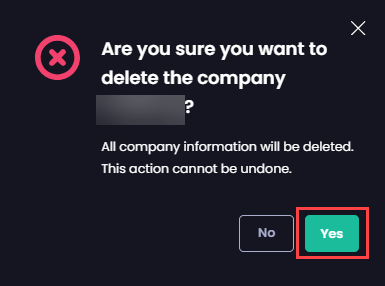 Are you sure you want to
delete the company
?
All company information will be deleted.
This action cannot be undone.
No
Yes